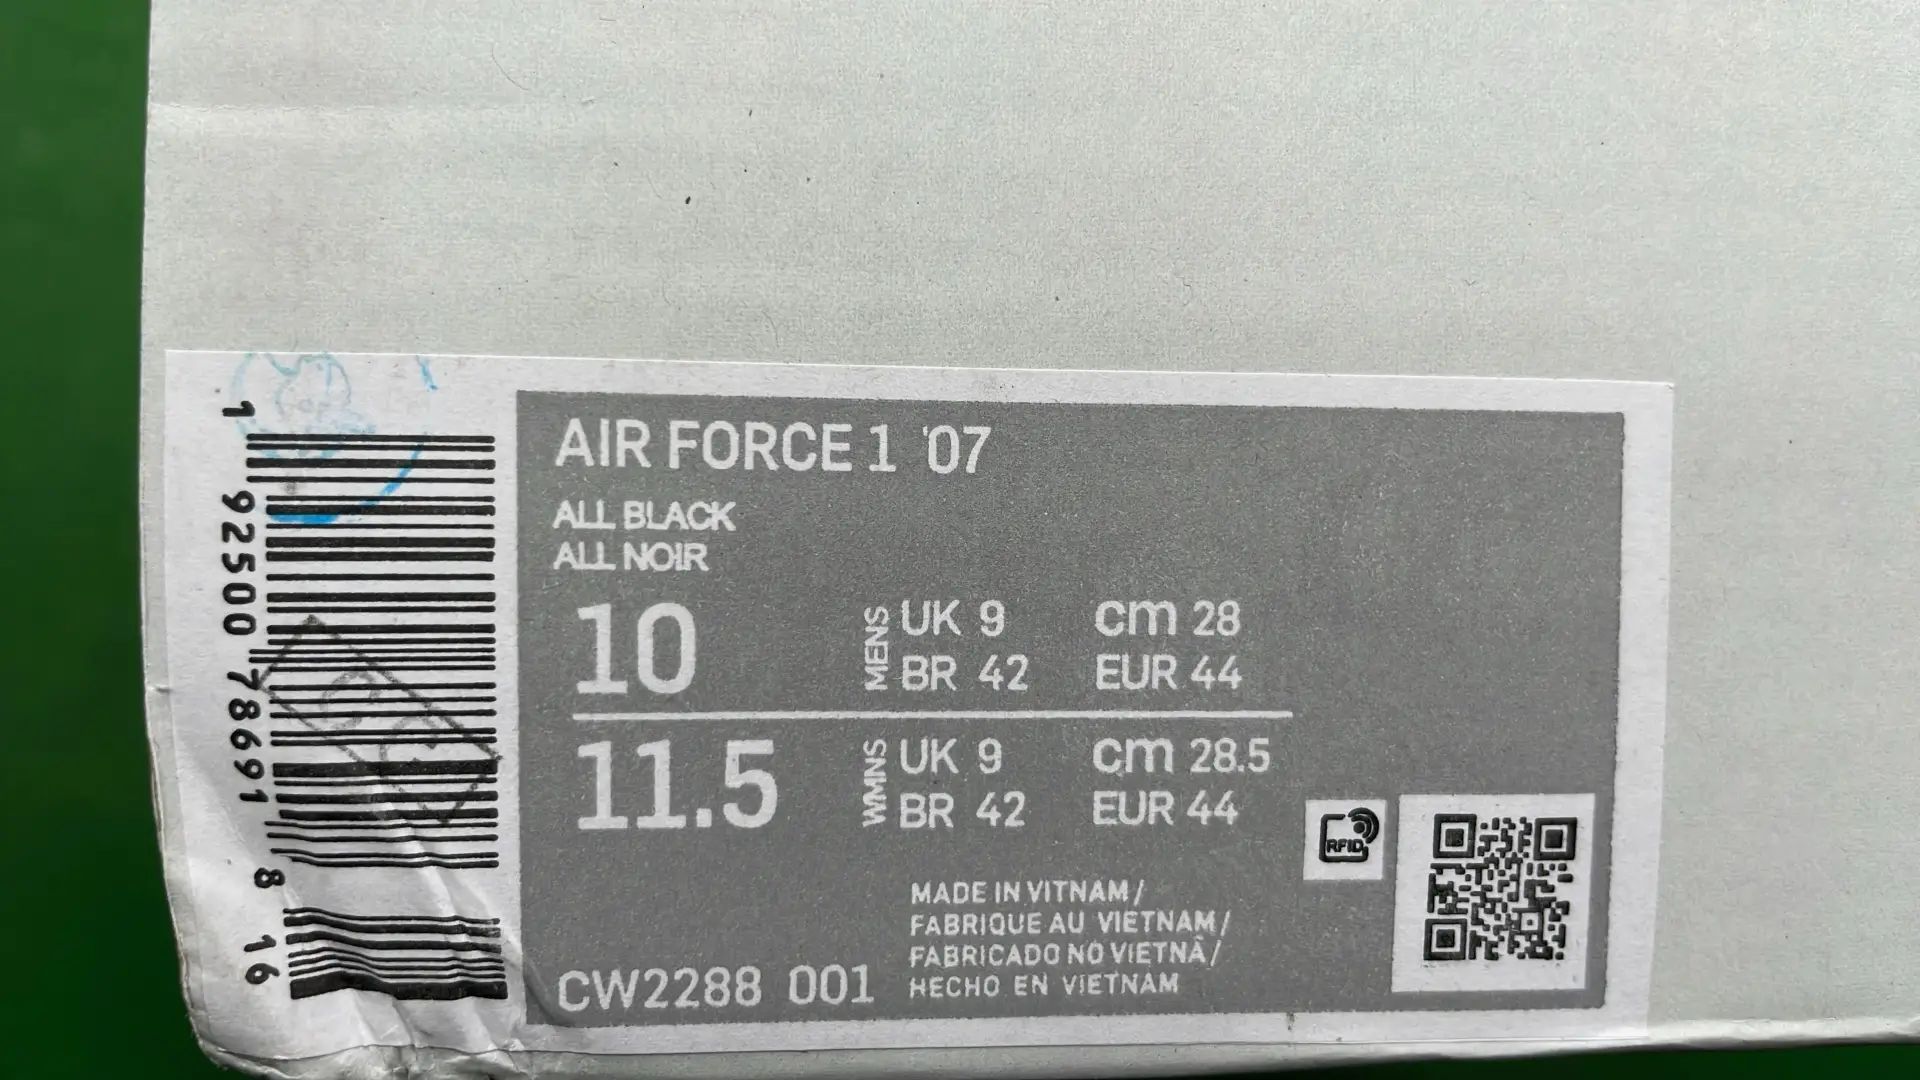 AIR FORCE 1 '07
ALL BLACK
ALL NOIR
10 MENS UK 9 cm 28
BR 42 EUR 44
11.5 WMNS UK 9 cm 28.5
BR 42 EUR 44
RFID
MADE IN VITNAM /
FABRIQUE AU VIETNAM /
FABRICADO NO VIETNÃ /
HECHO EN VIETNAM
CW2288 001
1 92500 78691 8 16